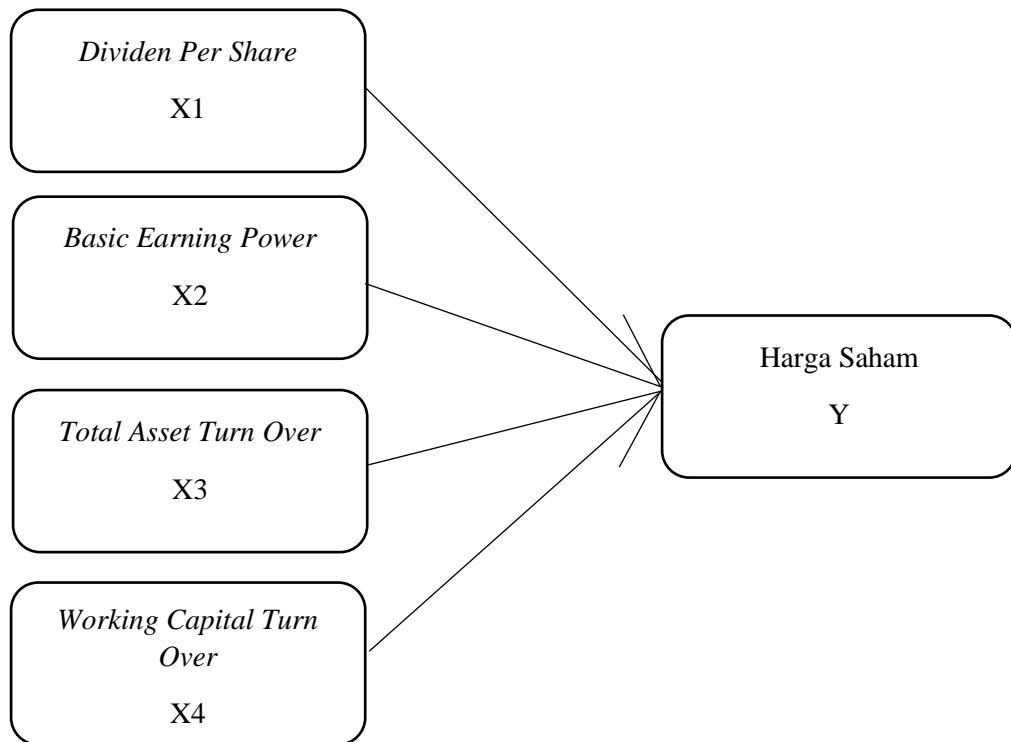 Dividen Per Share
X1
Basic Earning Power
X2
Total Asset Turn Over
X3
Working Capital Turn
Over
X4
Harga Saham
Y